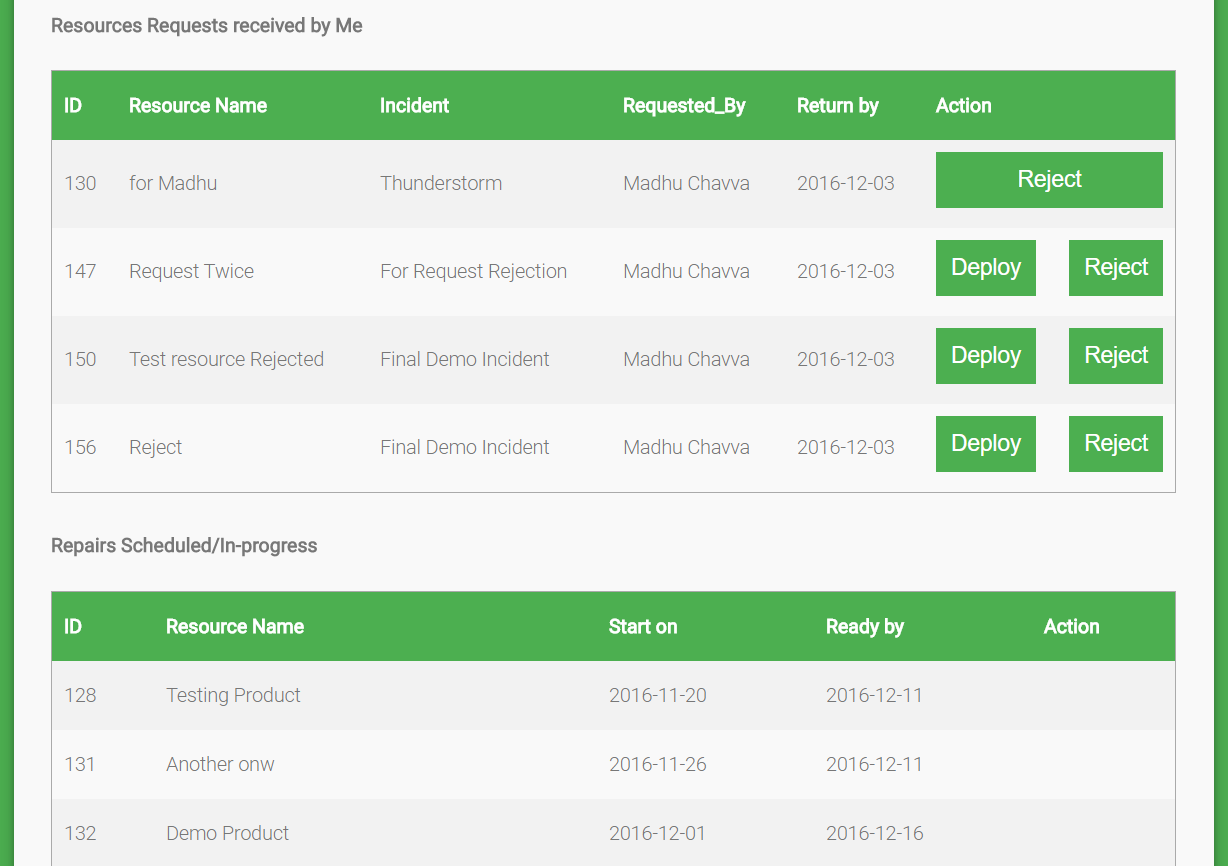 Resources Requests received by Me
ID Resource Name Incident Requested_By Return by Action
130 for Madhu Thunderstorm Madhu Chavva 2016-12-03 Reject
147 Request Twice For Request Rejection Madhu Chavva 2016-12-03 Deploy Reject
150 Test resource Rejected Final Demo Incident Madhu Chavva 2016-12-03 Deploy Reject
156 Reject Final Demo Incident Madhu Chavva 2016-12-03 Deploy Reject
Repairs Scheduled/In-progress
ID Resource Name Start on Ready by Action
128 Testing Product 2016-11-20 2016-12-11
131 Another onw 2016-11-26 2016-12-11
132 Demo Product 2016-12-01 2016-12-16